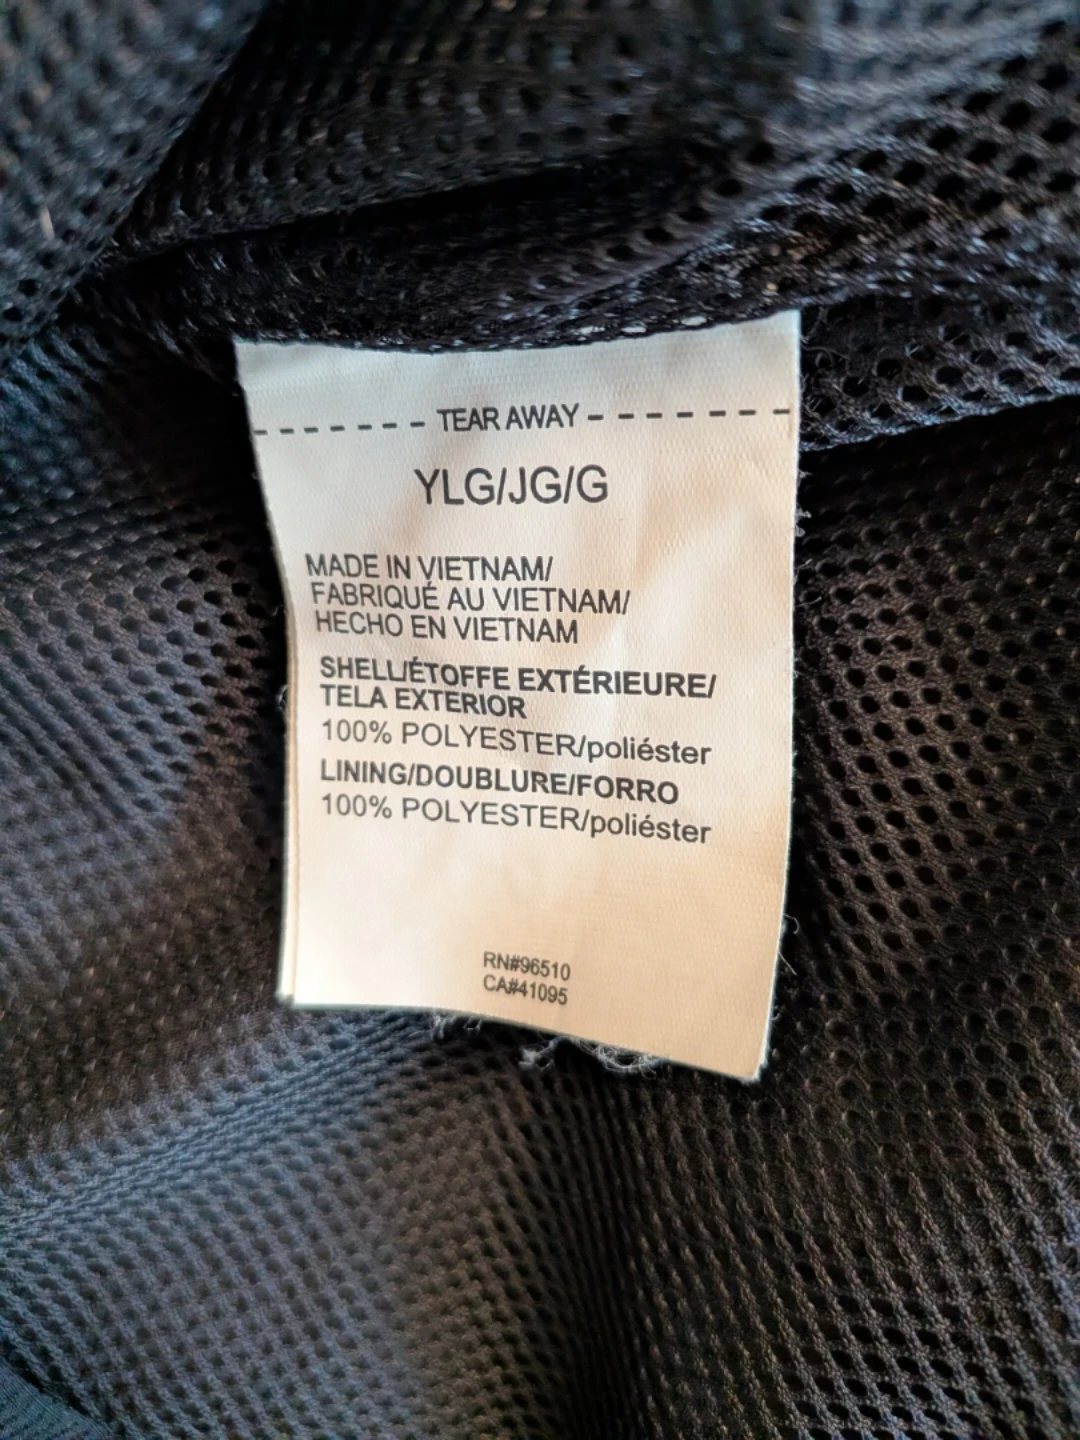 TEAR AWAY
YLG/JG/G
MADE IN VIETNAM/
FABRIQUÉ AU VIETNAM/
HECHO EN VIETNAM
SHELL/ÉTOFFE EXTÉRIEURE/
TELA EXTERIOR
100% POLYESTER/poliéster
LINING/DOUBLURE/FORRO
100% POLYESTER/poliéster
RN#96510
CA#41095